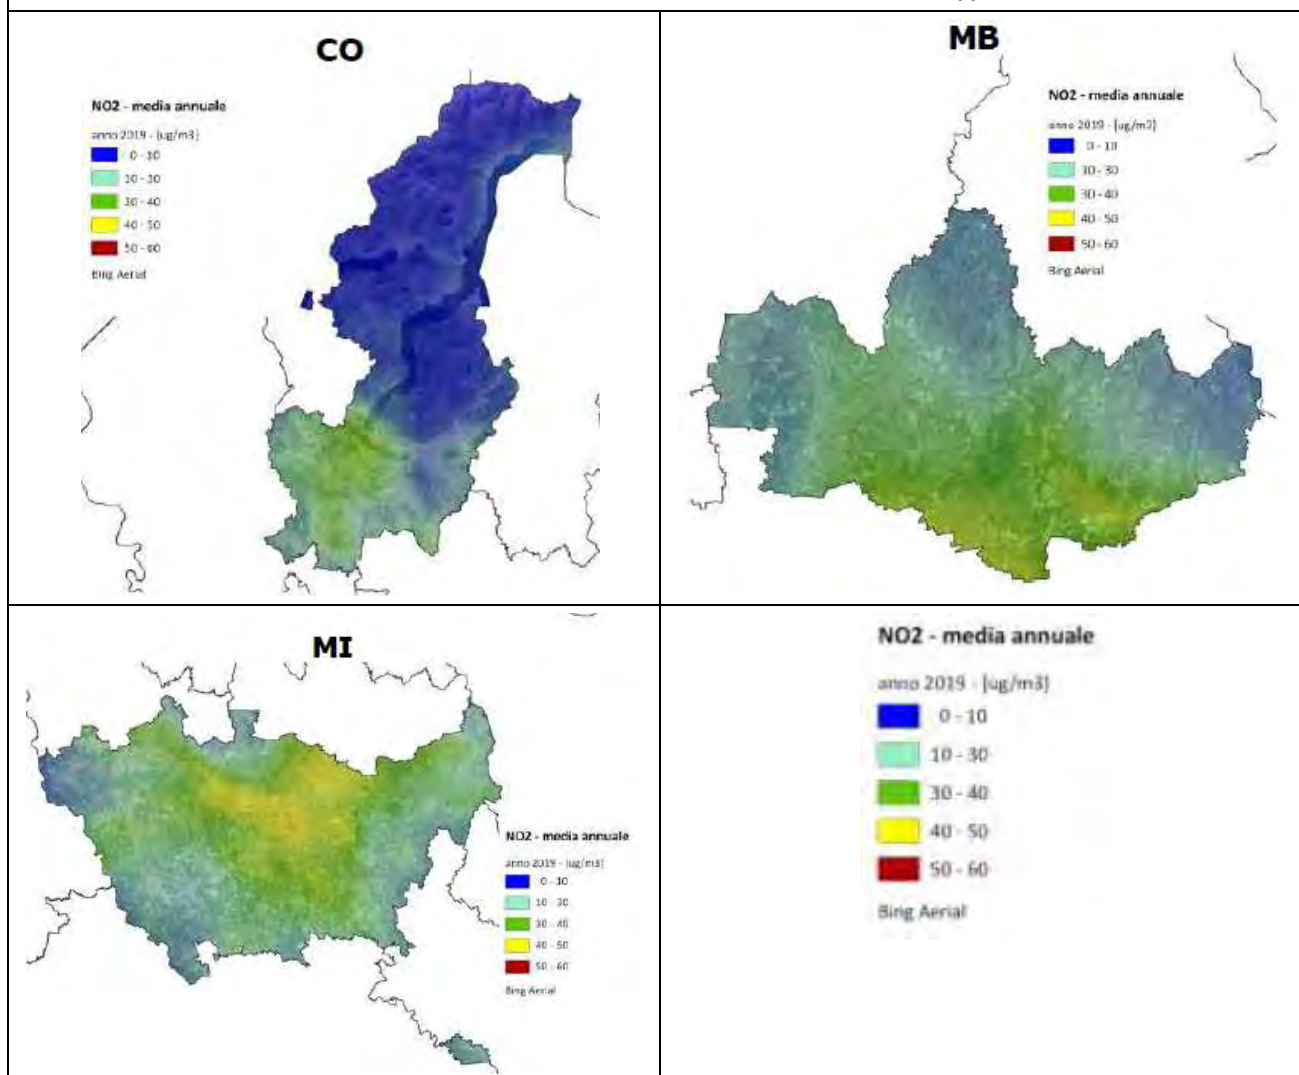 CO
NO2 - media annuale
anno 2019 - [ug/m3]
0 - 10
10 - 30
30 - 40
40 - 50
50 - 60
Bing Aerial
MB
NO2 - media annuale
anno 2019 - [ug/m3]
0 - 10
10 - 30
30 - 40
40 - 50
50 - 60
Bing Aerial
MI
NO2 - media annuale
anno 2019 - [ug/m3]
0 - 10
10 - 30
30 - 40
40 - 50
50 - 60
Bing Aerial
NO2 - media annuale
anno 2019 - [ug/m3]
0 - 10
10 - 30
30 - 40
40 - 50
50 - 60
Bing Aerial